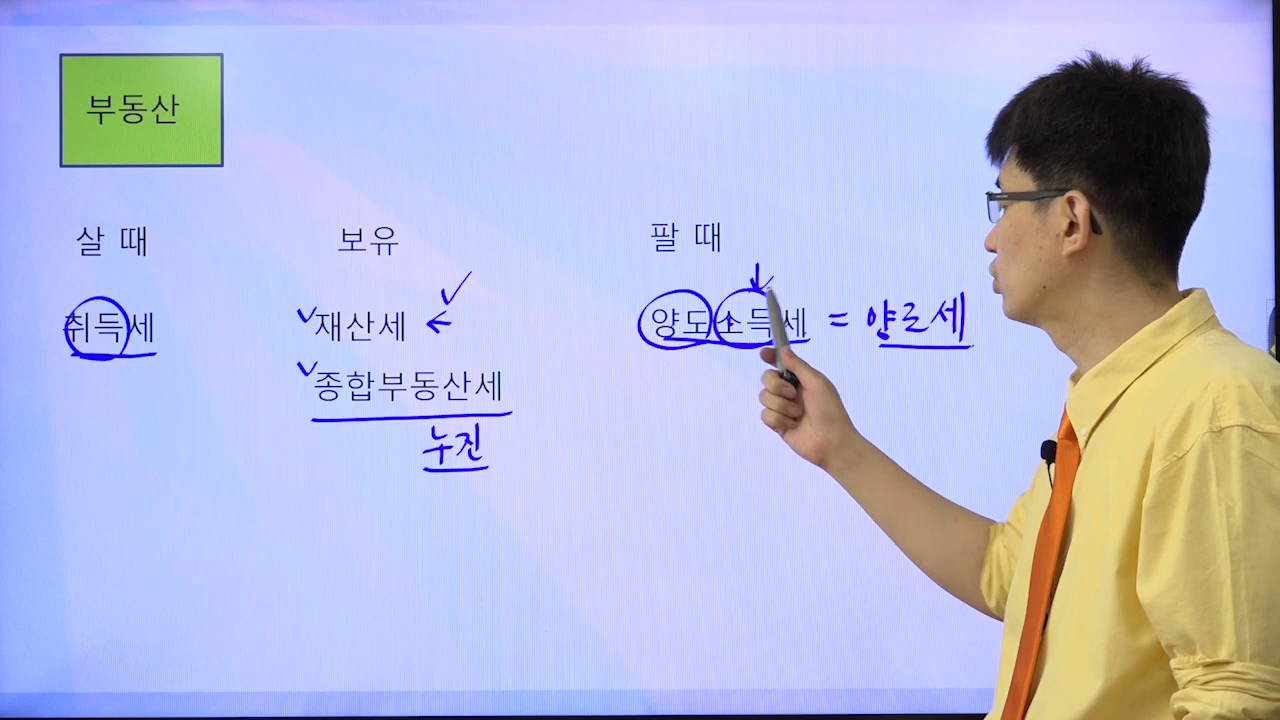 부동산
살 때 보유 팔 때
취득세 재산세 양도소득세 = 양도세
종합부동산세
누진